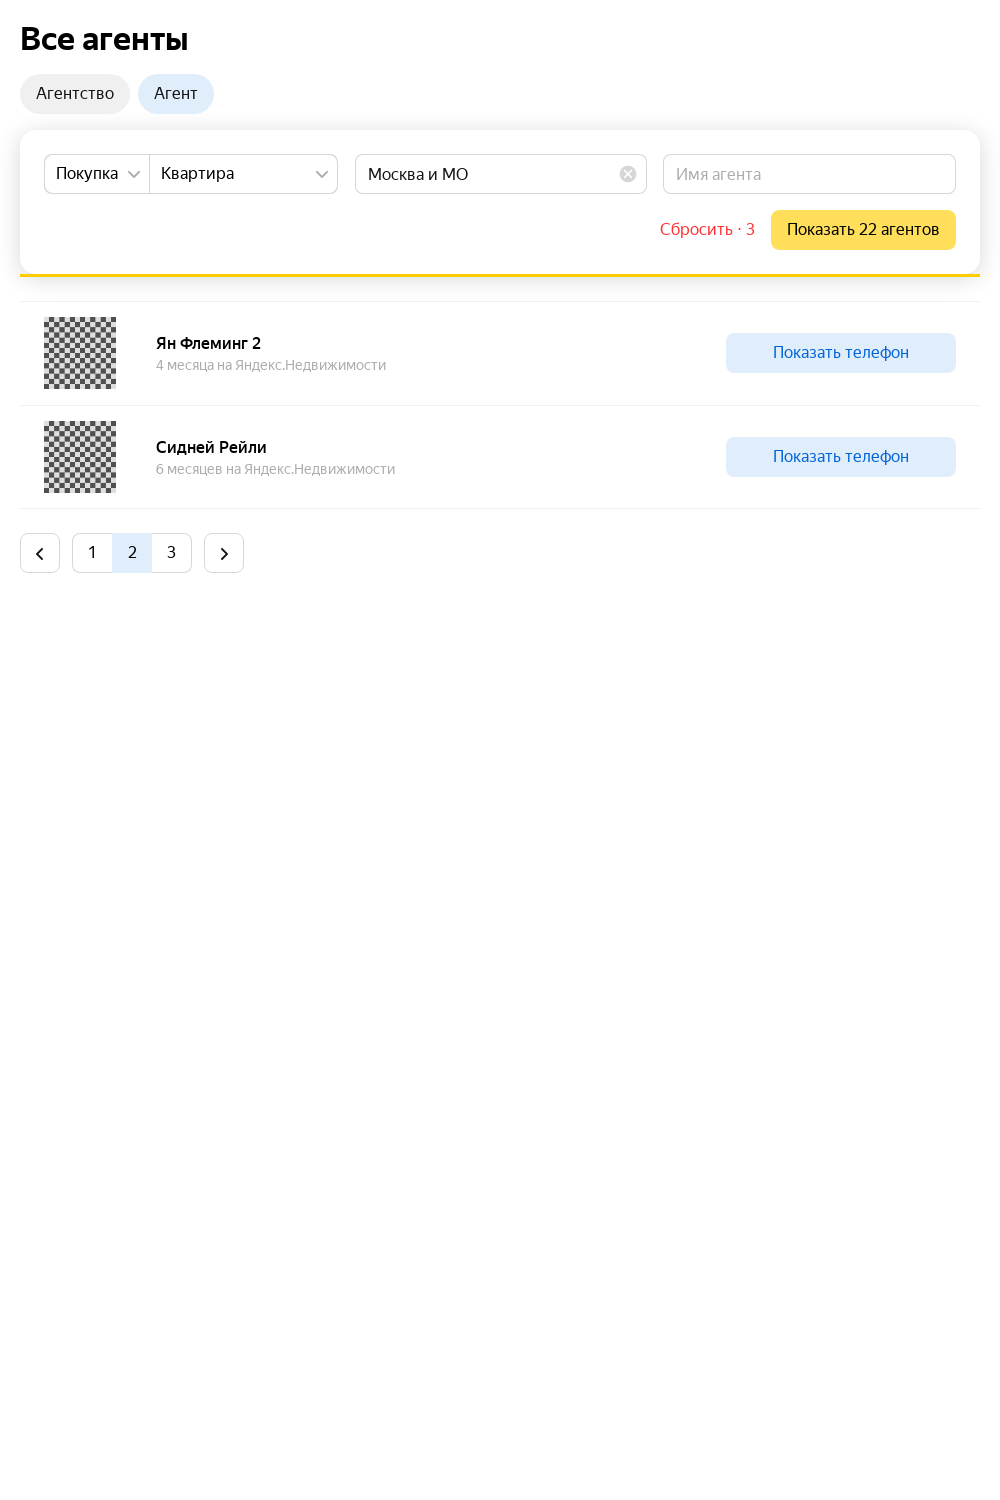 Все агенты
Агентство Агент
Покупка Квартира Москва и МО Имя агента
Сбросить · 3 Показать 22 агентов
Ян Флеминг 2
4 месяца на Яндекс.Недвижимости
Показать телефон
Сидней Рейли
6 месяцев на Яндекс.Недвижимости
Показать телефон
1 2 3